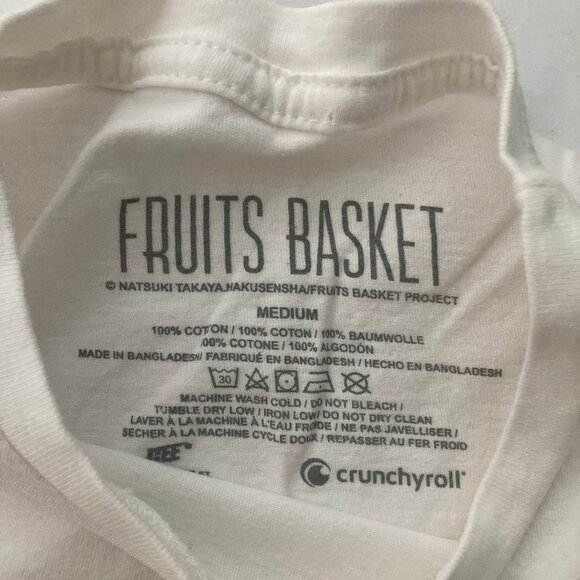 FRUITS BASKET
© NATSUKI TAKAYA.HAKUSENSHA/FRUITS BASKET PROJECT
MEDIUM
100% COTTON / 100% COTON / 100% BAUMWOLLE
100% COTONE / 100% ALGODÓN
MADE IN BANGLADESH/ FABRIQUÉ EN BANGLADESH / HECHO EN BANGLADESH
30
MACHINE WASH COLD / DO NOT BLEACH /
TUMBLE DRY LOW / IRON LOW/ DO NOT DRY CLEAN
LAVER À LA MACHINE À L'EAU FROIDE / NE PAS JAVELLISER /
SECHER À LA MACHINE CYCLE DOUX / REPASSER AU FER FROID
crunchyroll